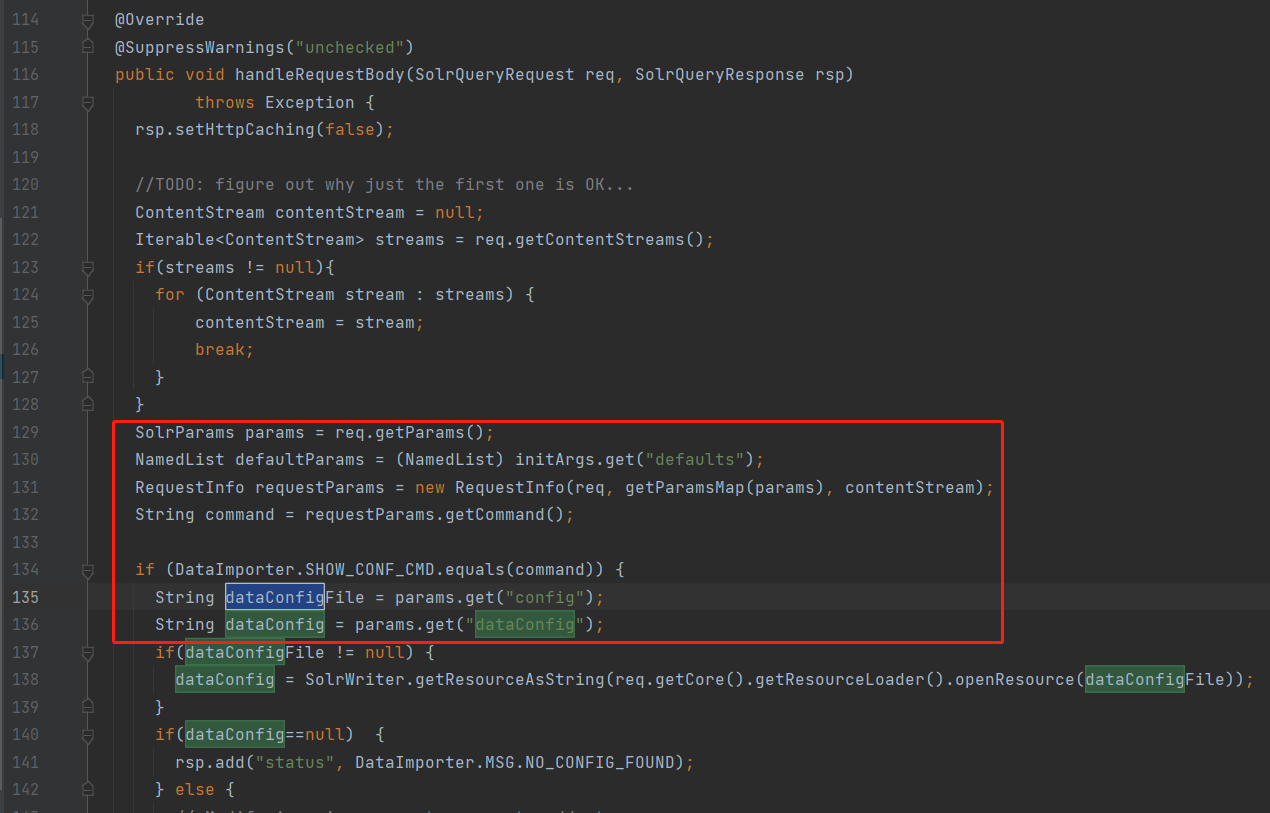 114 @Override
115 @SuppressWarnings("unchecked")
116 public void handleRequestBody(SolrQueryRequest req, SolrQueryResponse rsp)
117 throws Exception {
118 rsp.setHttpCaching(false);
119
120 //TODO: figure out why just the first one is OK...
121 ContentStream contentStream = null;
122 Iterable<ContentStream> streams = req.getContentStreams();
123 if(streams != null){
124 for (ContentStream stream : streams) {
125 contentStream = stream;
126 break;
127 }
128 }
129 SolrParams params = req.getParams();
130 NamedList defaultParams = (NamedList) initArgs.get("defaults");
131 RequestInfo requestParams = new RequestInfo(req, getParamsMap(params), contentStream);
132 String command = requestParams.getCommand();
133
134 if (DataImporter.SHOW_CONF_CMD.equals(command)) {
135 String dataConfigFile = params.get("config");
136 String dataConfig = params.get("dataConfig");
137 if(dataConfigFile != null) {
138 dataConfig = SolrWriter.getResourceAsString(req.getCore().getResourceLoader().openResource(dataConfigFile));
139 }
140 if(dataConfig==null) {
141 rsp.add("status", DataImporter.MSG.NO_CONFIG_FOUND);
142 } else {